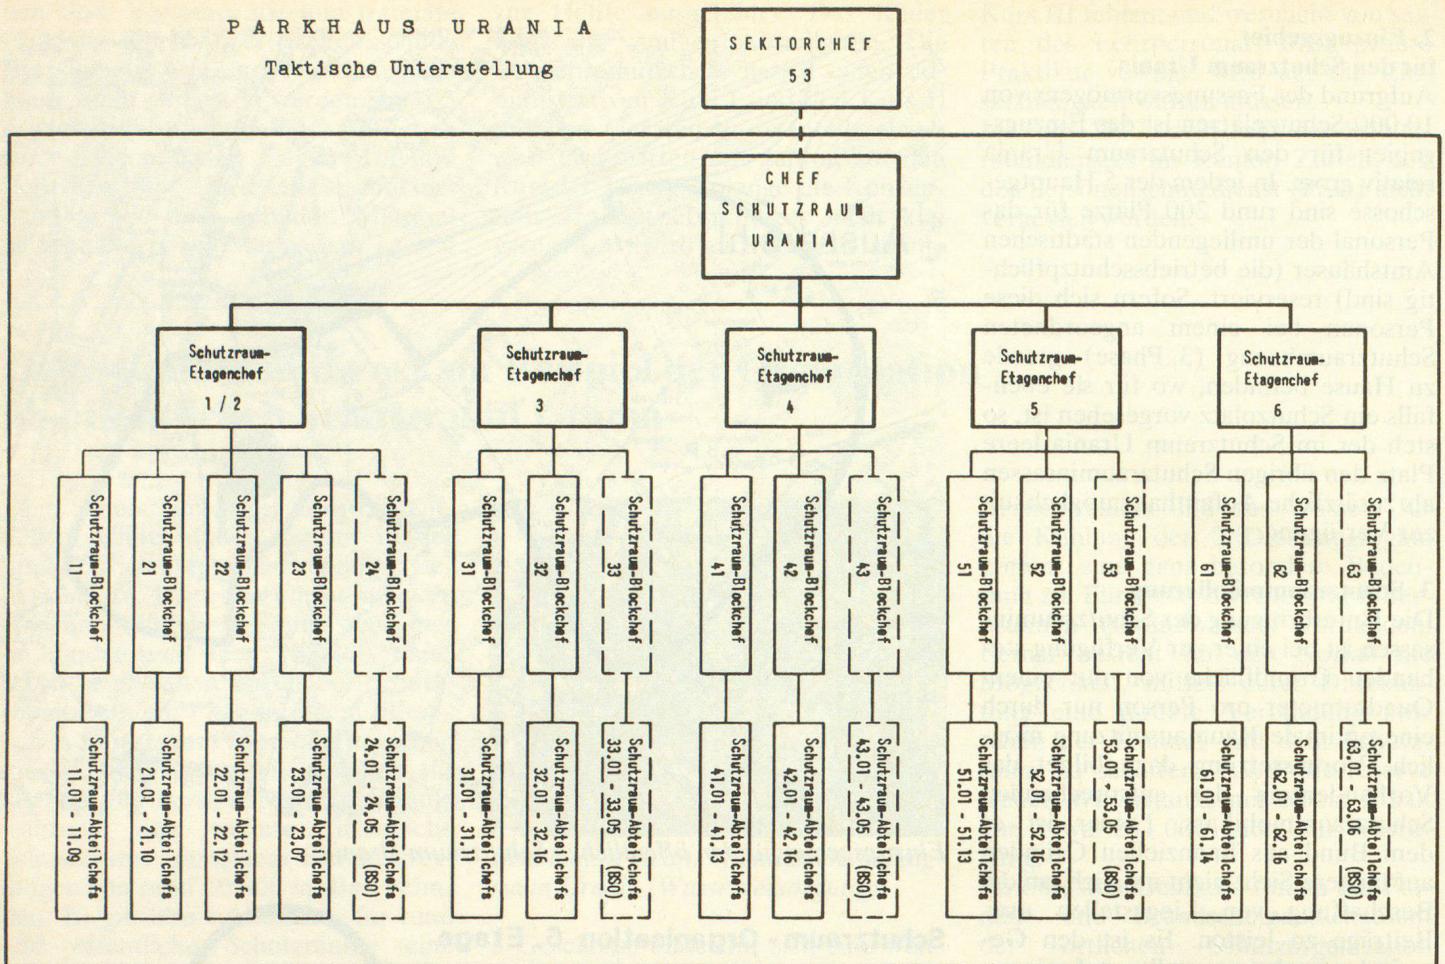 PARKHAUS URANIA
Taktische Unterstellung
SEKTORCHEF
53
CHEF
SCHUTZRAUM
URANIA
Schutzraum-
Etagenchef
1 / 2
Schutzraum-
Etagenchef
3
Schutzraum-
Etagenchef
4
Schutzraum-
Etagenchef
5
Schutzraum-
Etagenchef
6
Schutzraum-Blockchef
11
Schutzraum-Blockchef
21
Schutzraum-Blockchef
22
Schutzraum-Blockchef
23
Schutzraum-Blockchef
24
Schutzraum-Blockchef
31
Schutzraum-Blockchef
32
Schutzraum-Blockchef
33
Schutzraum-Blockchef
41
Schutzraum-Blockchef
42
Schutzraum-Blockchef
43
Schutzraum-Blockchef
51
Schutzraum-Blockchef
52
Schutzraum-Blockchef
53
Schutzraum-Blockchef
61
Schutzraum-Blockchef
62
Schutzraum-Blockchef
63
Schutzraum-Abteilchefs
11.01 - 11.09
Schutzraum-Abteilchefs
21.01 - 21.10
Schutzraum-Abteilchefs
22.01 - 22.12
Schutzraum-Abteilchefs
23.01 - 23.07
Schutzraum-Abteilchefs
24.01 - 24.05 (BSO)
Schutzraum-Abteilchefs
31.01 - 31.11
Schutzraum-Abteilchefs
32.01 - 32.16
Schutzraum-Abteilchefs
33.01 - 33.05 (BSO)
Schutzraum-Abteilchefs
41.01 - 41.13
Schutzraum-Abteilchefs
42.01 - 42.16
Schutzraum-Abteilchefs
43.01 - 43.05 (BSO)
Schutzraum-Abteilchefs
51.01 - 51.13
Schutzraum-Abteilchefs
52.01 - 52.16
Schutzraum-Abteilchefs
53.01 - 53.05 (BSO)
Schutzraum-Abteilchefs
61.01 - 61.14
Schutzraum-Abteilchefs
62.01 - 62.16
Schutzraum-Abteilchefs
63.01 - 63.06 (BSO)